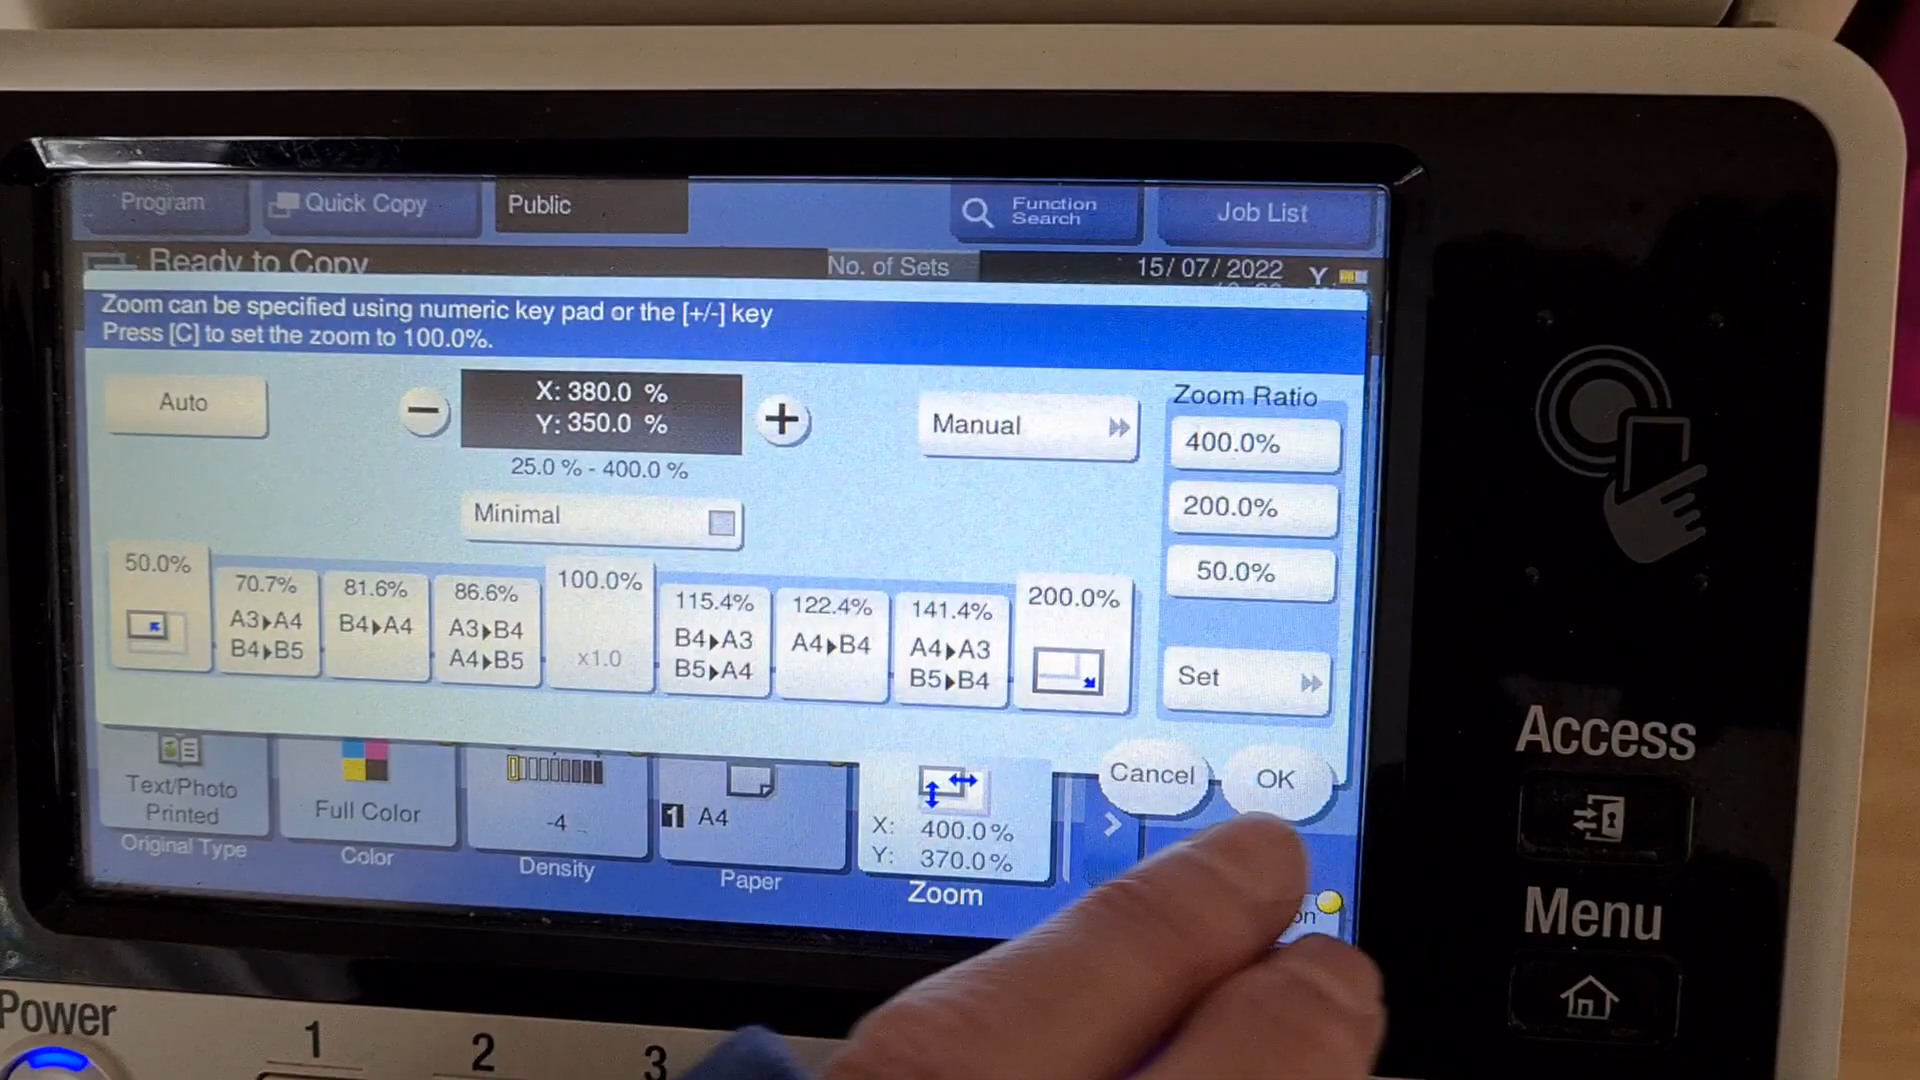 Program
Quick Copy
Public
Function
Search
Job List
Ready to Copy
No. of Sets
15/07/2022
Y
Zoom can be specified using numeric key pad or the [+/-] key
Press [C] to set the zoom to 100.0%.
Auto
−
X: 380.0 %
Y: 350.0 %
+
25.0 % - 400.0 %
Manual
Zoom Ratio
400.0%
200.0%
50.0%
Minimal
50.0%
70.7%
A3▸A4
B4▸B5
81.6%
B4▸A4
86.6%
A3▸B4
A4▸B5
100.0%
x1.0
115.4%
B4▸A3
B5▸A4
122.4%
A4▸B4
141.4%
A4▸A3
B5▸B4
200.0%
Set
Cancel
OK
Text/Photo
Printed
Original Type
Full Color
Color
-4
Density
1 A4
Paper
X: 400.0%
Y: 370.0%
Zoom
on
Access
Menu
Power
1
2
3